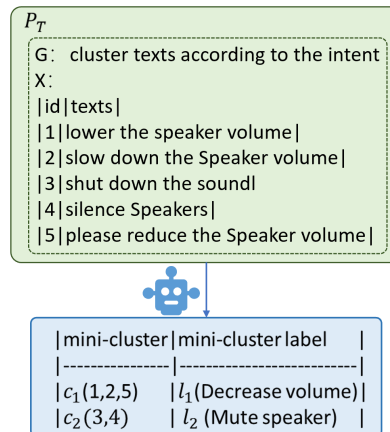 P_T
G: cluster texts according to the intent
X:
|id|texts|
|1|lower the speaker volume|
|2|slow down the Speaker volume|
|3|shut down the soundl
|4|silence Speakers|
|5|please reduce the Speaker volume|
|mini-cluster|mini-cluster label |
|---------------|--------------------------|
|c₁(1,2,5) |l₁(Decrease volume)|
|c₂(3,4) | l₂ (Mute speaker) |